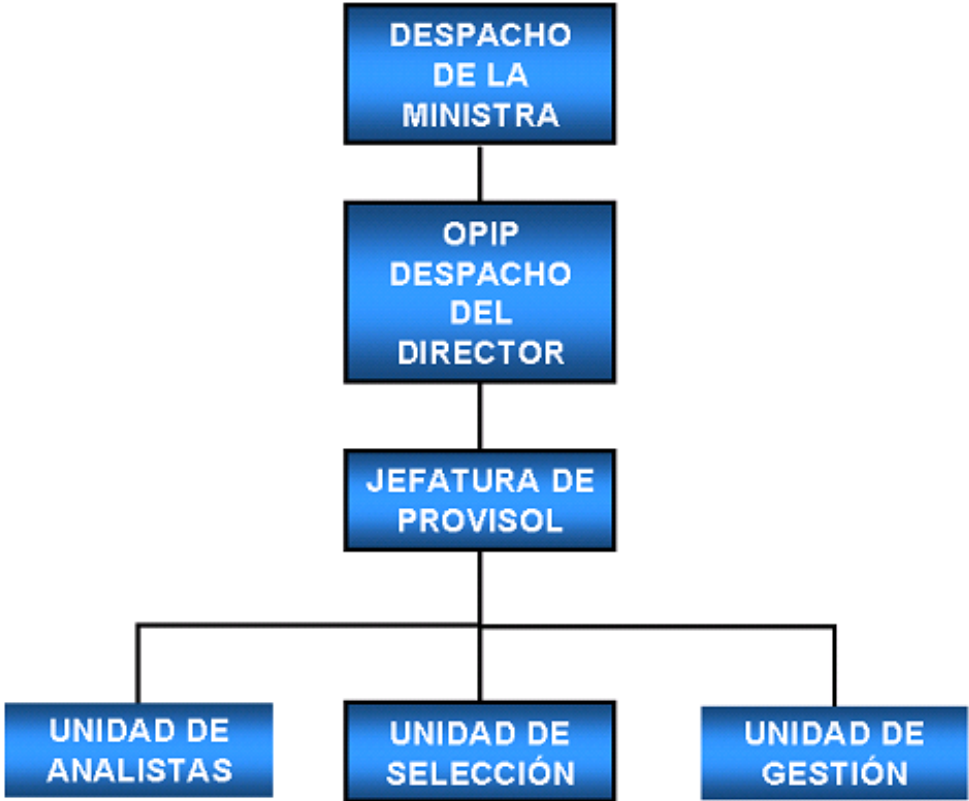 DESPACHO
DE LA
MINISTRA
OPIP
DESPACHO
DEL
DIRECTOR
JEFATURA DE
PROVISOL
UNIDAD DE
ANALISTAS
UNIDAD DE
SELECCIÓN
UNIDAD DE
GESTIÓN